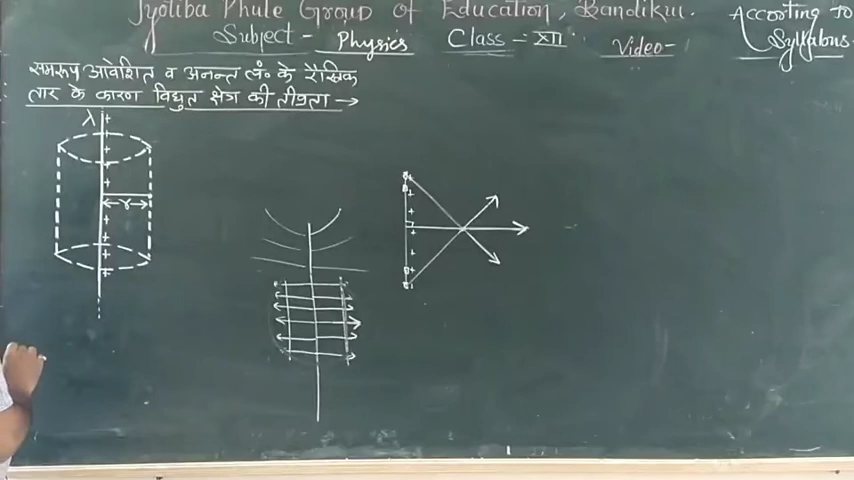 Jyotiba Phule Group of Education, Bandikui.
According To Syllabus
Subject - Physics Class - XII Video-
समरूप आवेशित व अनन्त लं० के रैखिक
तार के कारण विद्युत क्षेत्र की तीव्रता →
λ
r